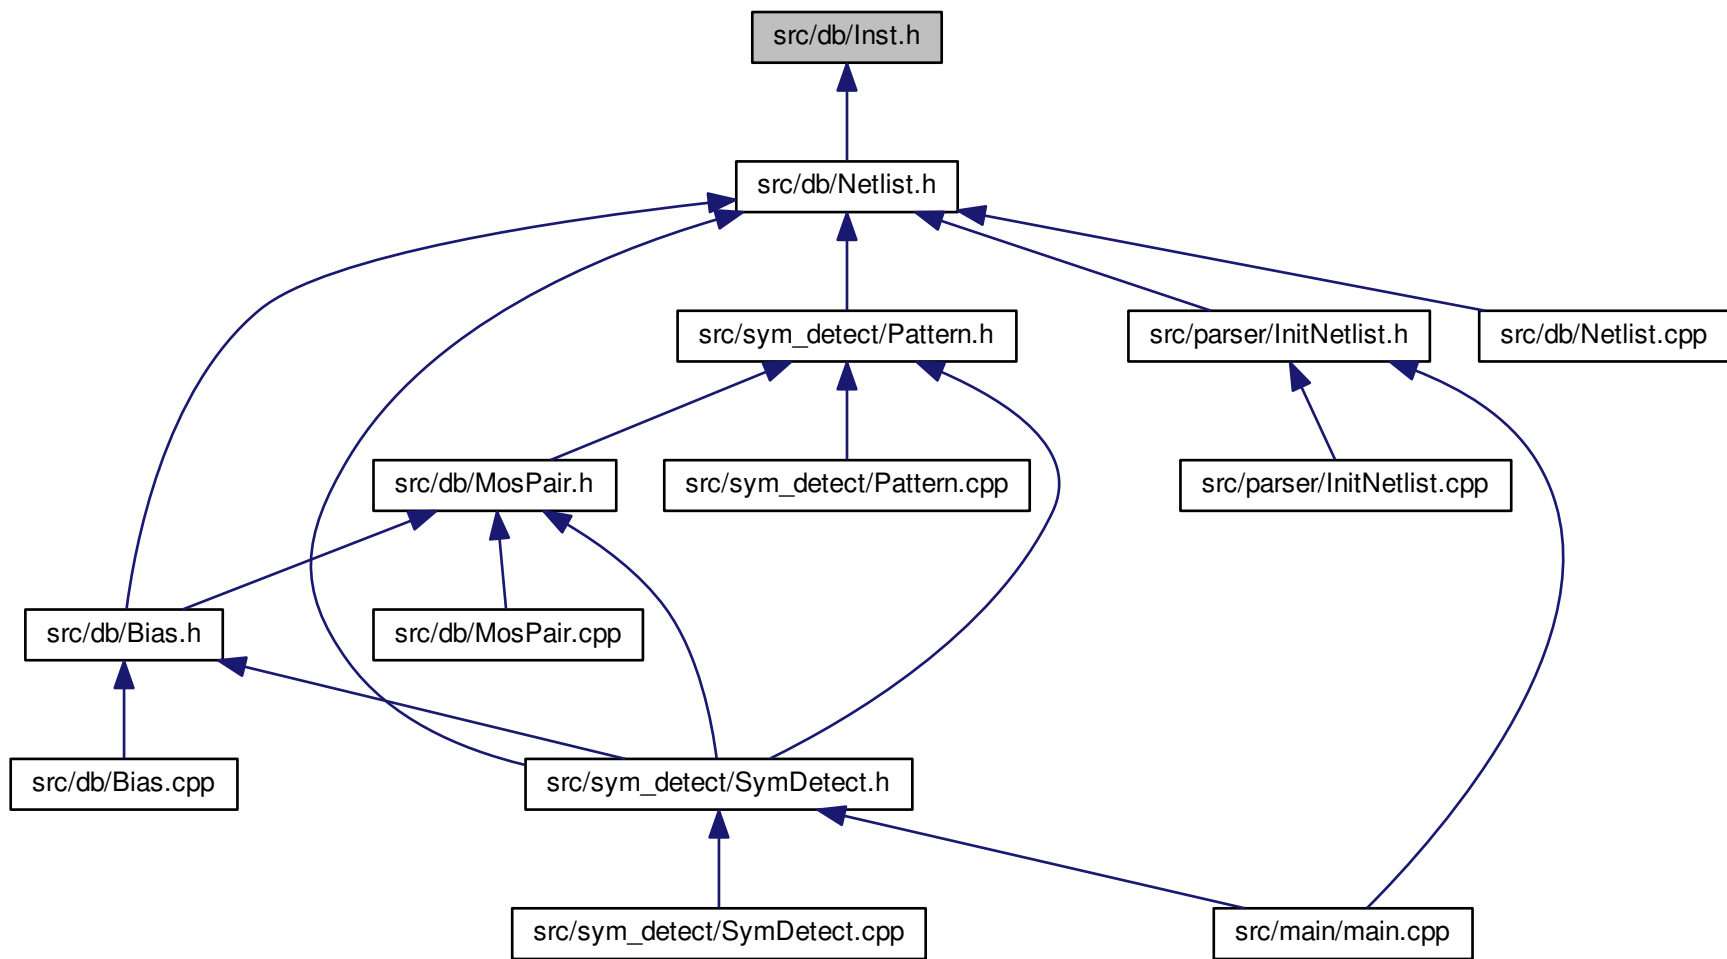 src/db/Inst.h
src/db/Netlist.h
src/sym_detect/Pattern.h
src/parser/InitNetlist.h
src/db/Netlist.cpp
src/db/MosPair.h
src/sym_detect/Pattern.cpp
src/parser/InitNetlist.cpp
src/db/Bias.h
src/db/MosPair.cpp
src/db/Bias.cpp
src/sym_detect/SymDetect.h
src/sym_detect/SymDetect.cpp
src/main/main.cpp